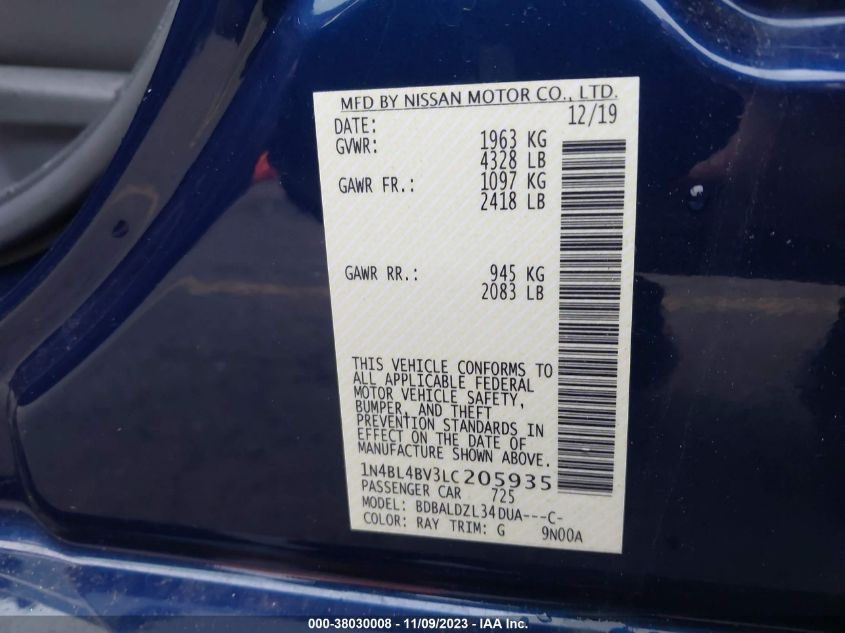 MFD BY NISSAN MOTOR CO., LTD.
DATE: 12/19
GVWR: 1963 KG
4328 LB
GAWR FR.: 1097 KG
2418 LB
GAWR RR.: 945 KG
2083 LB
THIS VEHICLE CONFORMS TO
ALL APPLICABLE FEDERAL
MOTOR VEHICLE SAFETY,
BUMPER, AND THEFT
PREVENTION STANDARDS IN
EFFECT ON THE DATE OF
MANUFACTURE SHOWN ABOVE.
1N4BL4BV3LC205935
PASSENGER CAR 725
MODEL: BDBALDZL34DUA---C-
COLOR: RAY TRIM: G 9N00A
000-38030008 - 11/09/2023 - IAA Inc.